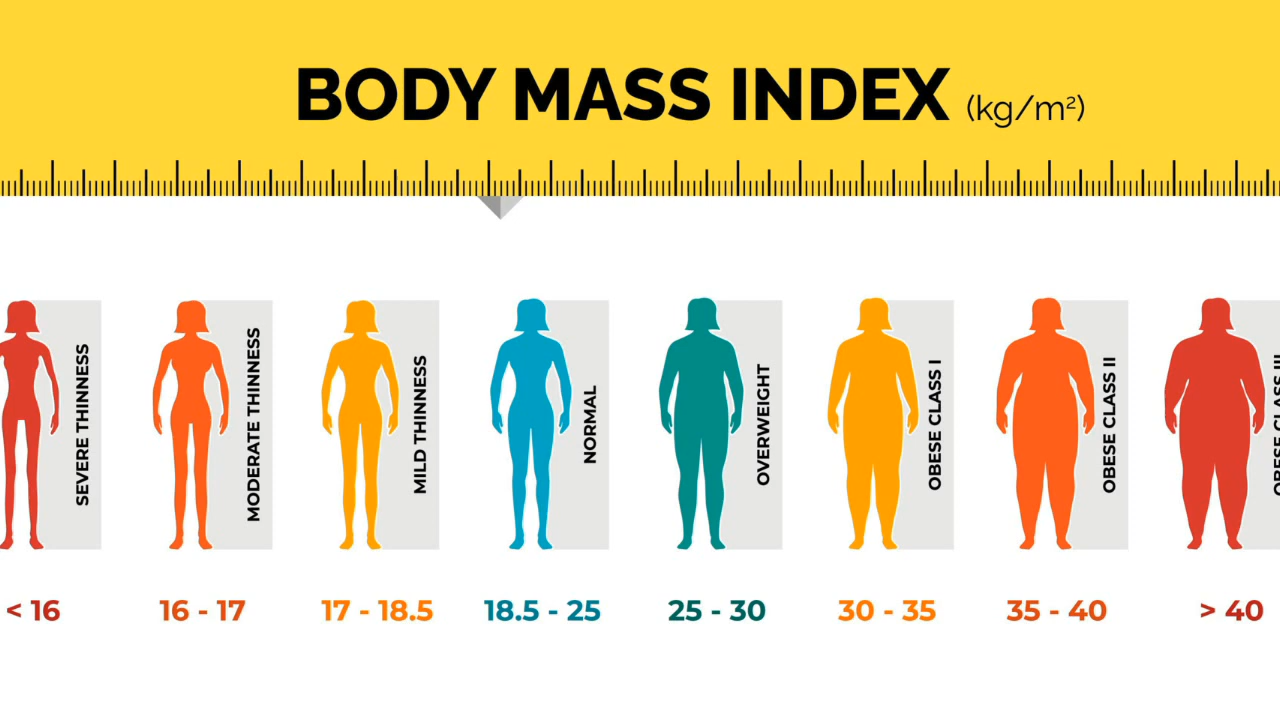 BODY MASS INDEX (kg/m²)
SEVERE THINNESS
MODERATE THINNESS
MILD THINNESS
NORMAL
OVERWEIGHT
OBESE CLASS I
OBESE CLASS II
< 16
16 - 17
17 - 18.5
18.5 - 25
25 - 30
30 - 35
35 - 40
> 40